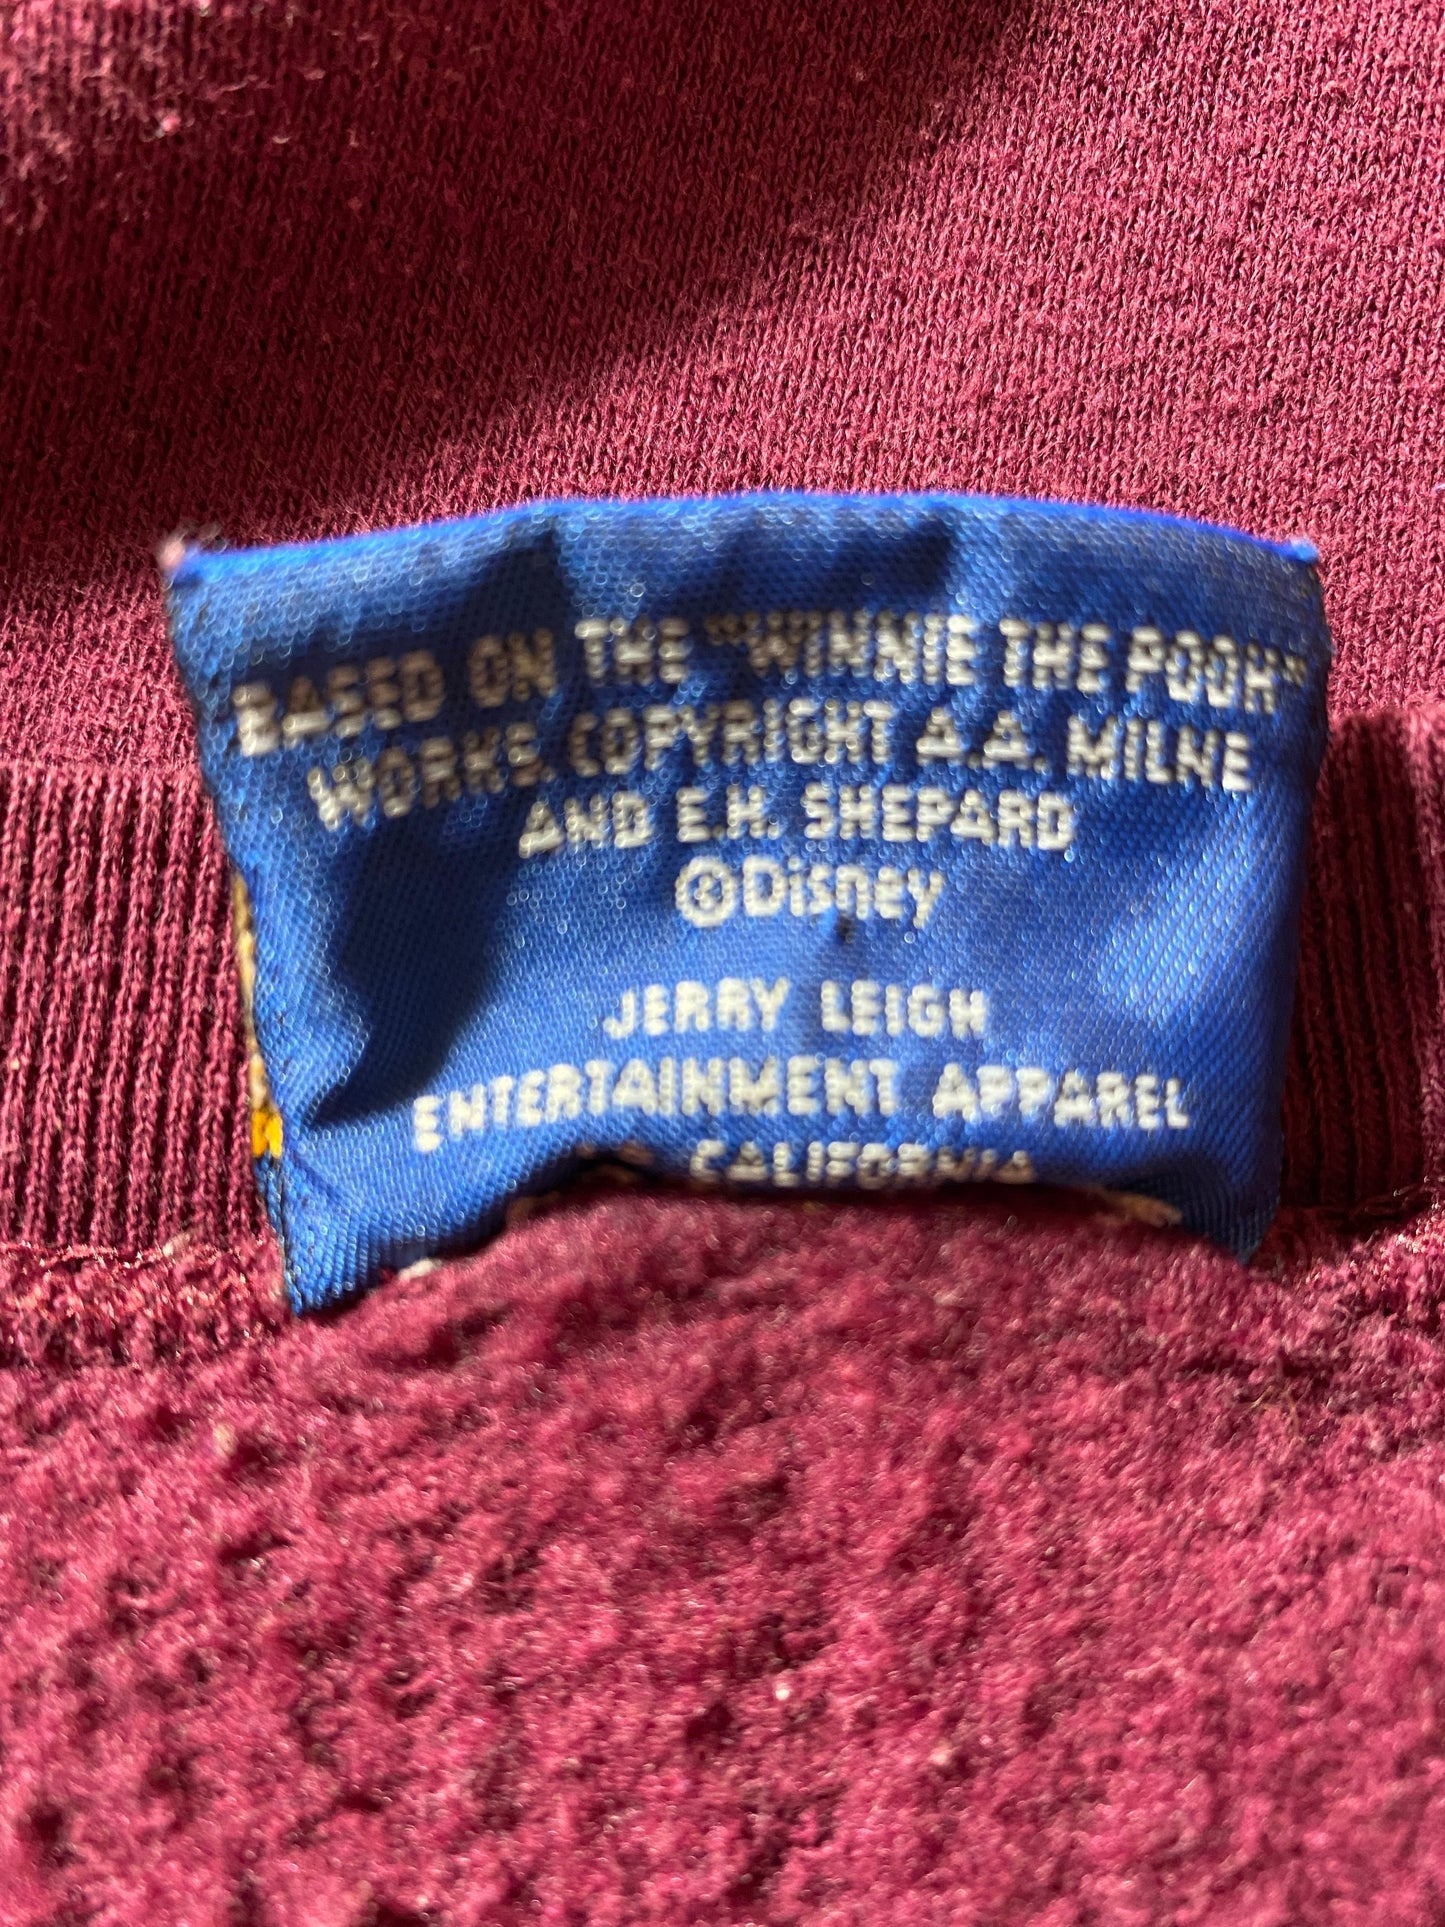 BASED ON THE "WINNIE THE POOH"
WORKS. COPYRIGHT A.A. MILNE
AND E.H. SHEPARD
©Disney
JERRY LEIGH
ENTERTAINMENT APPAREL
CALIFORNIA